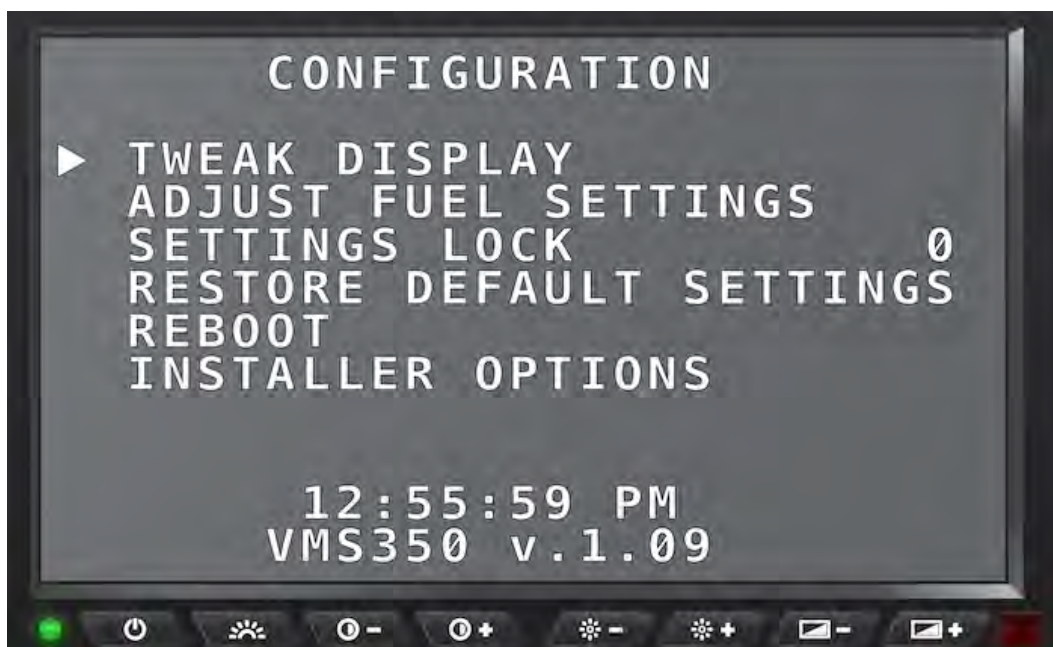 CONFIGURATION
▶ TWEAK DISPLAY
ADJUST FUEL SETTINGS
SETTINGS LOCK 0
RESTORE DEFAULT SETTINGS
REBOOT
INSTALLER OPTIONS
12:55:59 PM
VMS350 v.1.09